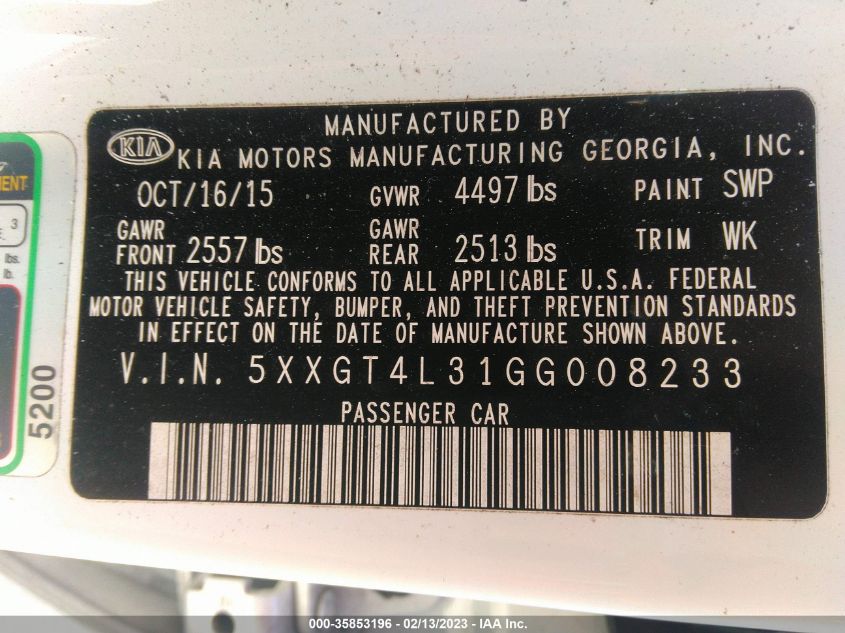 MANUFACTURED BY
KIA KIA MOTORS MANUFACTURING GEORGIA, INC.
OCT/16/15 GVWR 4497 lbs PAINT SWP
GAWR FRONT 2557 lbs GAWR REAR 2513 lbs TRIM WK
THIS VEHICLE CONFORMS TO ALL APPLICABLE U.S.A. FEDERAL
MOTOR VEHICLE SAFETY, BUMPER, AND THEFT PREVENTION STANDARDS
IN EFFECT ON THE DATE OF MANUFACTURE SHOWN ABOVE.
V.I.N. 5XXGT4L31GG008233
PASSENGER CAR
3
lbs.
lb.
5200
000-35853196 - 02/13/2023 - IAA Inc.